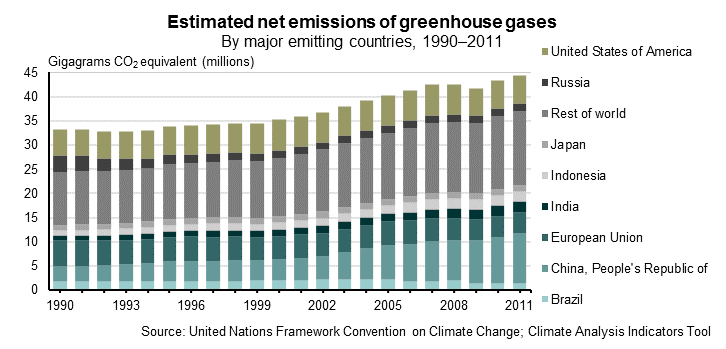 Estimated net emissions of greenhouse gases
By major emitting countries, 1990–2011
Gigagrams CO2 equivalent (millions)
45
40
35
30
25
20
15
10
5
0
1990 1993 1996 1999 2002 2005 2008 2011
United States of America
Russia
Rest of world
Japan
Indonesia
India
European Union
China, People's Republic of
Brazil
Source: United Nations Framework Convention on Climate Change; Climate Analysis Indicators Tool